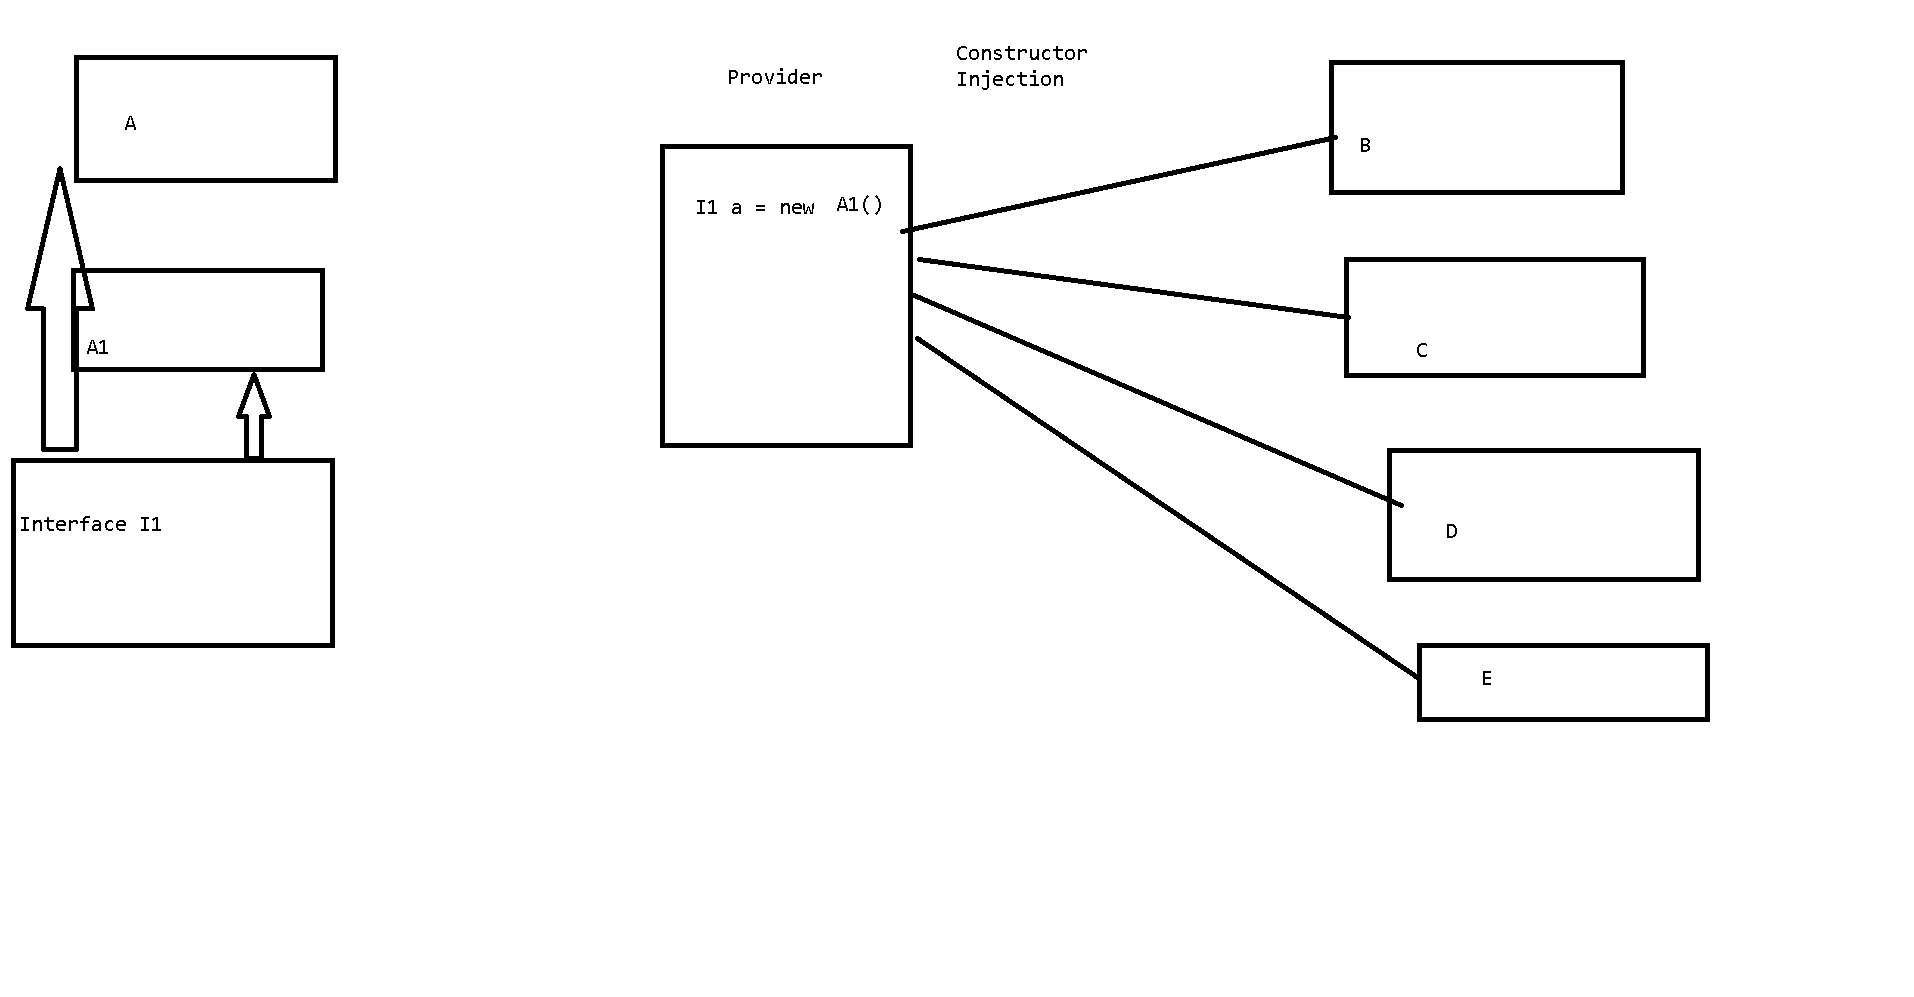 A
A1
Interface I1
Provider
Constructor
Injection
I1 a = new A1()
B
C
D
E